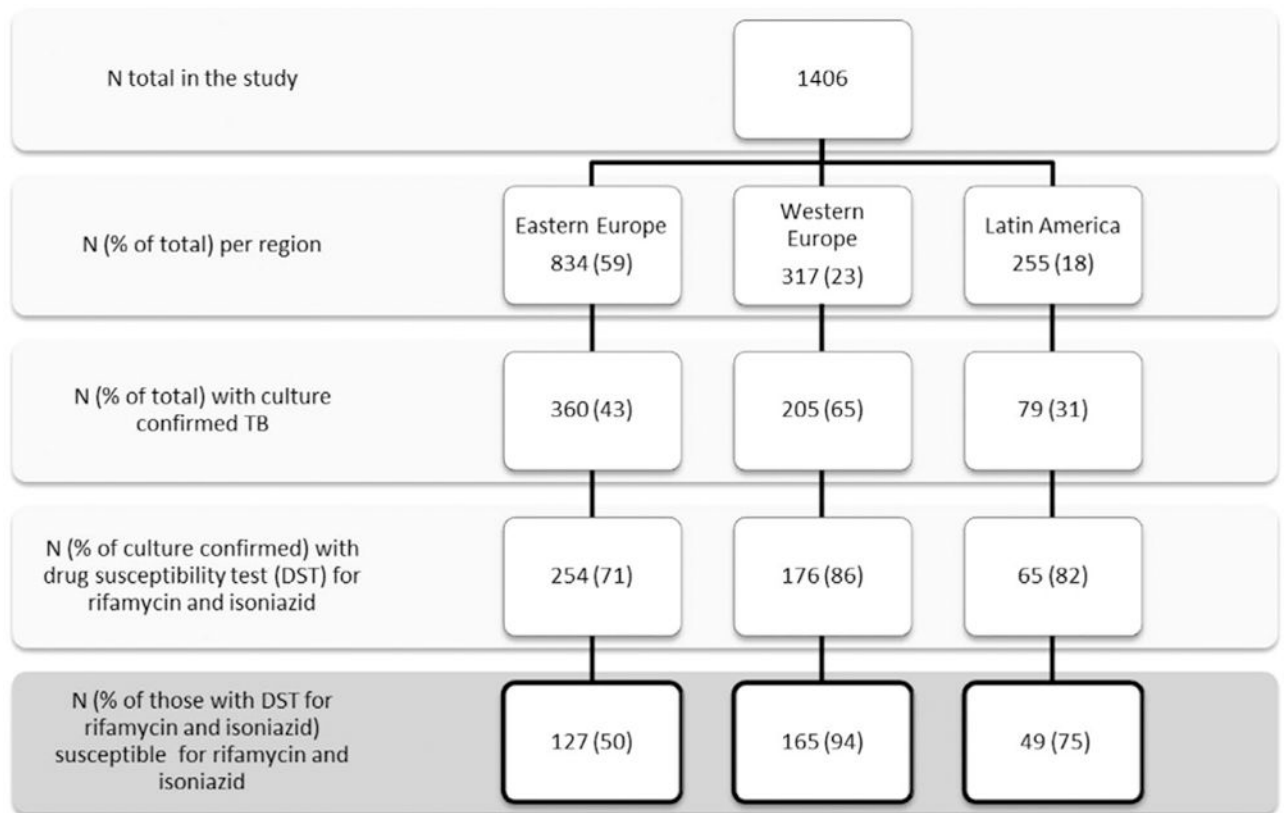 N total in the study
1406
N (% of total) per region
Eastern Europe
834 (59)
Western
Europe
317 (23)
Latin America
255 (18)
N (% of total) with culture
confirmed TB
360 (43)
205 (65)
79 (31)
N (% of culture confirmed) with
drug susceptibility test (DST) for
rifamycin and isoniazid
254 (71)
176 (86)
65 (82)
N (% of those with DST for
rifamycin and isoniazid)
susceptible for rifamycin and
isoniazid
127 (50)
165 (94)
49 (75)